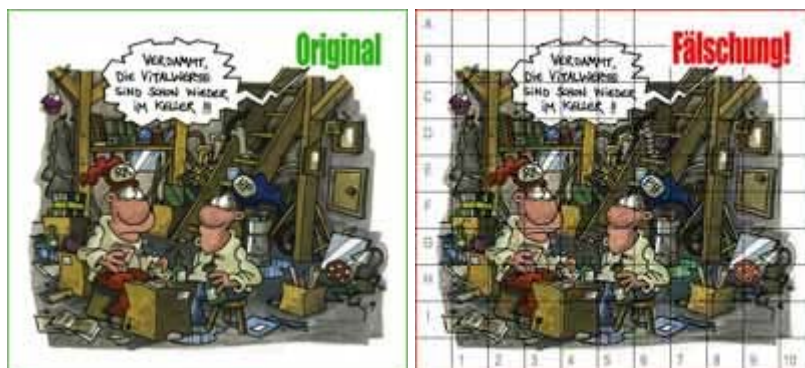 Original
VERDAMMT,
DIE VITALWERTE
SIND SCHON WIEDER
IM KELLER !!!
Fälschung!
VERDAMMT,
DIE VITALWERTE
SIND SCHON WIEDER
IM KELLER !!
A
B
C
D
E
F
G
H
I
1 2 3 4 5 6 7 8 9 10